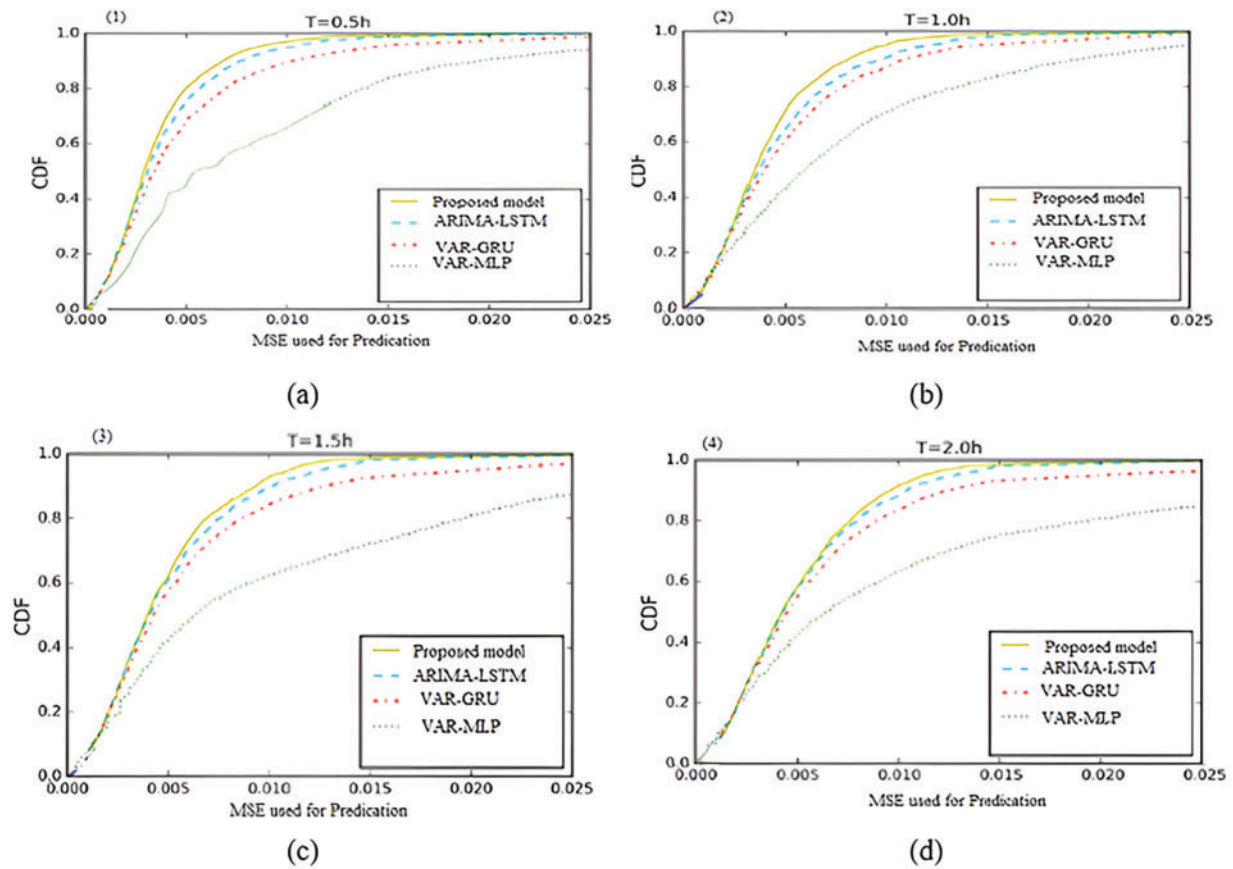 (1)
T=0.5h
1.0
0.8
0.6
0.4
0.2
0.0
CDF
Proposed model
ARIMA-LSTM
VAR-GRU
VAR-MLP
0.000 0.005 0.010 0.015 0.020 0.025
MSE used for Predication
(a)
(2)
T=1.0h
1.0
0.8
0.6
0.4
0.2
0.0
CDF
Proposed model
ARIMA-LSTM
VAR-GRU
VAR-MLP
0.000 0.005 0.010 0.015 0.020 0.025
MSE used for Predication
(b)
(3)
T=1.5h
1.0
0.8
0.6
0.4
0.2
0.0
CDF
Proposed model
ARIMA-LSTM
VAR-GRU
VAR-MLP
0.000 0.005 0.010 0.015 0.020 0.025
MSE used for Predication
(c)
(4)
T=2.0h
1.0
0.8
0.6
0.4
0.2
0.0
CDF
Proposed model
ARIMA-LSTM
VAR-GRU
VAR-MLP
0.000 0.005 0.010 0.015 0.020 0.025
MSE used for Predication
(d)